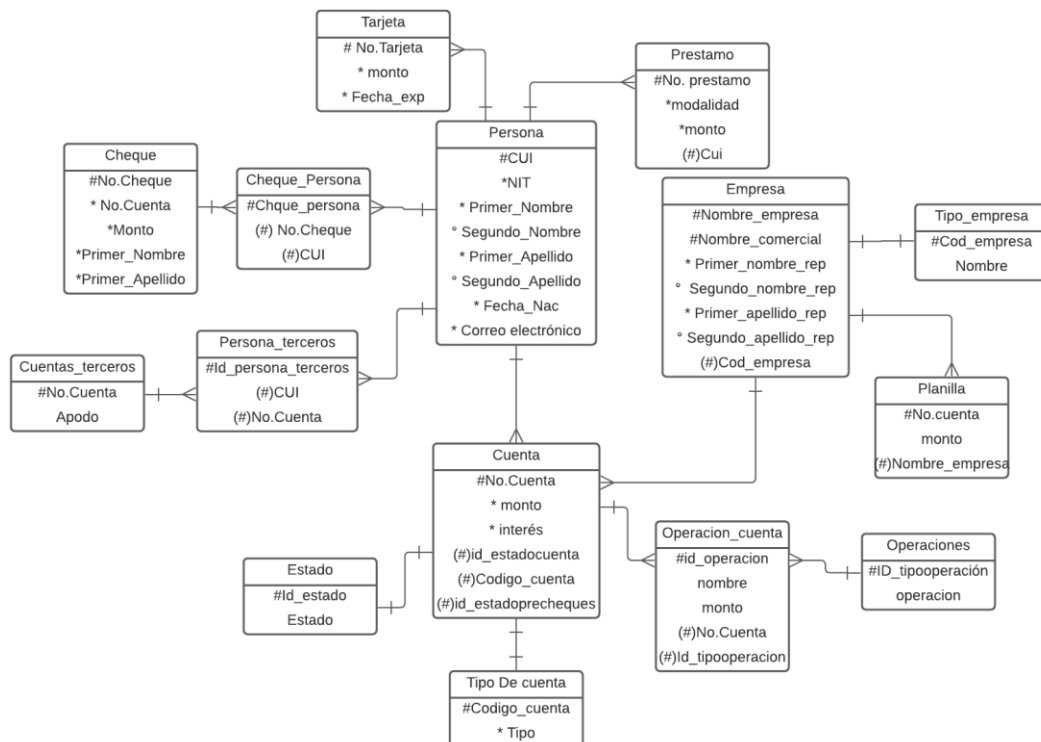 Tarjeta
# No.Tarjeta
* monto
* Fecha_exp
Prestamo
#No. prestamo
*modalidad
*monto
(#)Cui
Persona
#CUI
*NIT
* Primer_Nombre
° Segundo_Nombre
* Primer_Apellido
° Segundo_Apellido
* Fecha_Nac
* Correo electrónico
Cheque
#No.Cheque
* No.Cuenta
*Monto
*Primer_Nombre
*Primer_Apellido
Cheque_Persona
#Chque_persona
(#) No.Cheque
(#)CUI
Empresa
#Nombre_empresa
#Nombre_comercial
* Primer_nombre_rep
° Segundo_nombre_rep
* Primer_apellido_rep
° Segundo_apellido_rep
(#)Cod_empresa
Tipo_empresa
#Cod_empresa
Nombre
Persona_terceros
#Id_persona_terceros
(#)CUI
(#)No.Cuenta
Cuentas_terceros
#No.Cuenta
Apodo
Planilla
#No.cuenta
monto
(#)Nombre_empresa
Cuenta
#No.Cuenta
* monto
* interés
(#)id_estadocuenta
(#)Codigo_cuenta
(#)id_estadoprecheques
Operacion_cuenta
#id_operacion
nombre
monto
(#)No.Cuenta
(#)Id_tipooperacion
Operaciones
#ID_tipooperación
operacion
Estado
#Id_estado
Estado
Tipo De cuenta
#Codigo_cuenta
* Tipo